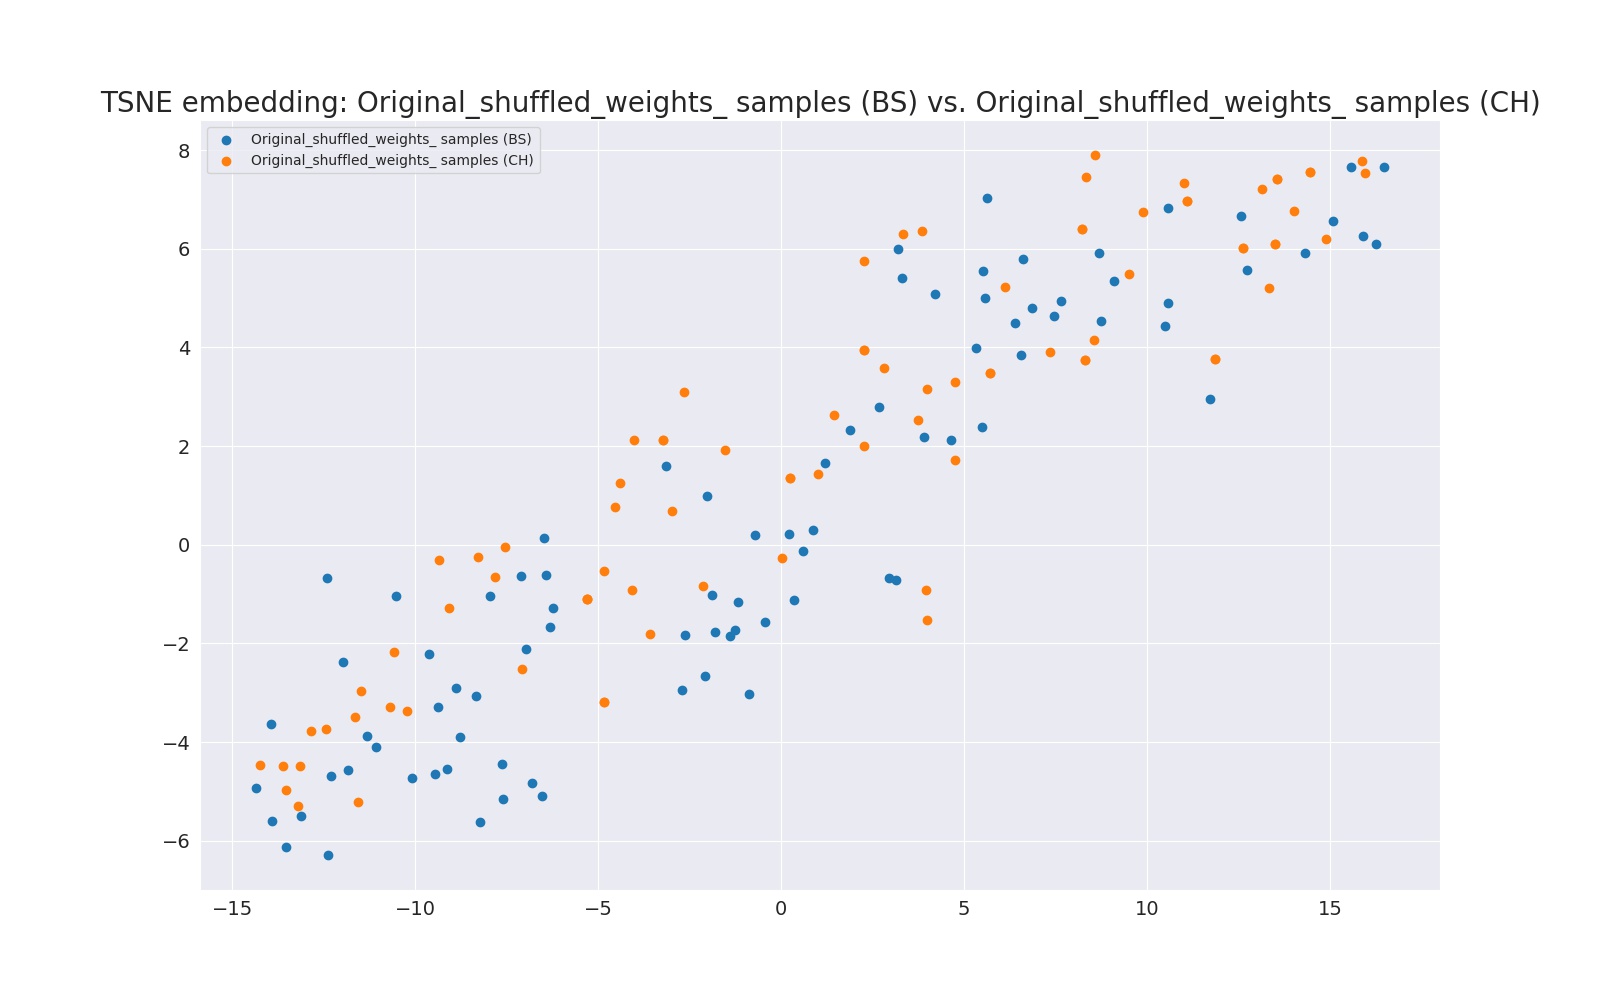 TSNE embedding: Original_shuffled_weights_ samples (BS) vs. Original_shuffled_weights_ samples (CH)
Original_shuffled_weights_ samples (BS)
Original_shuffled_weights_ samples (CH)
8
6
4
2
0
−2
−4
−6
−15 −10 −5 0 5 10 15